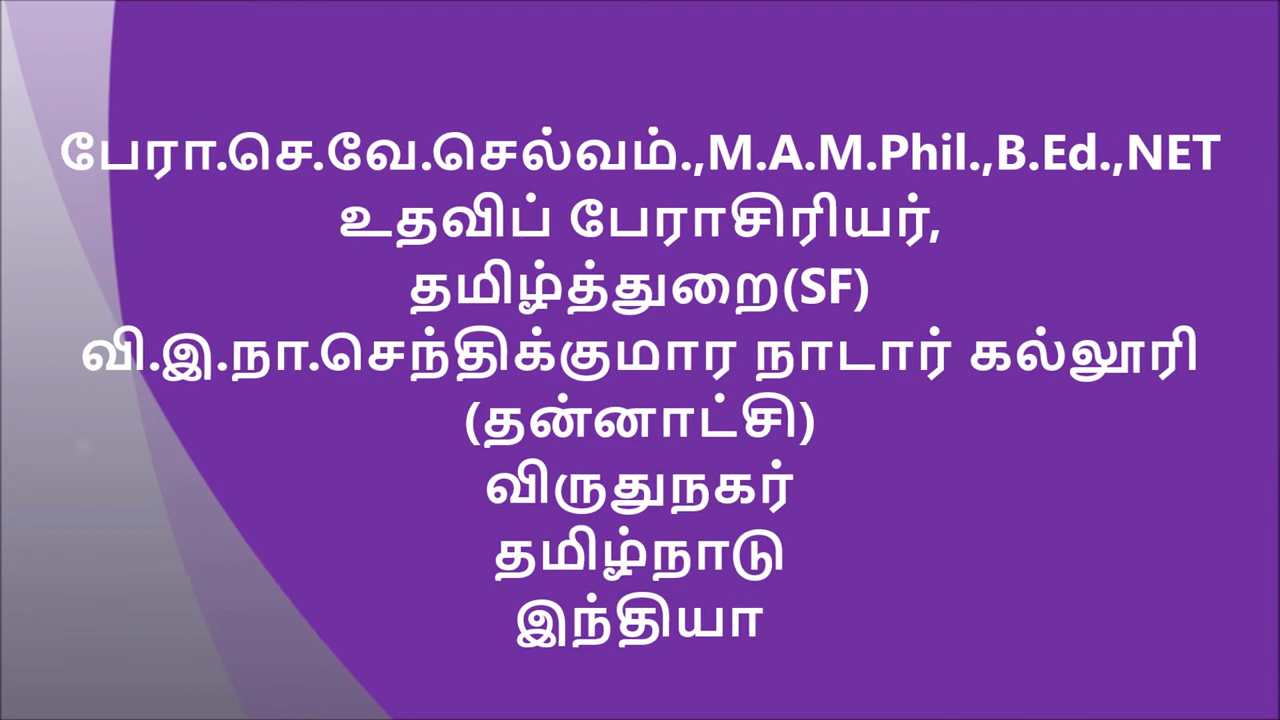 பேரா.செ.வே.செல்வம்.,M.A.M.Phil.,B.Ed.,NET
உதவிப் பேராசிரியர்,
தமிழ்த்துறை(SF)
வி.இ.நா.செந்திக்குமார நாடார் கல்லூரி
(தன்னாட்சி)
விருதுநகர்
தமிழ்நாடு
இந்தியா